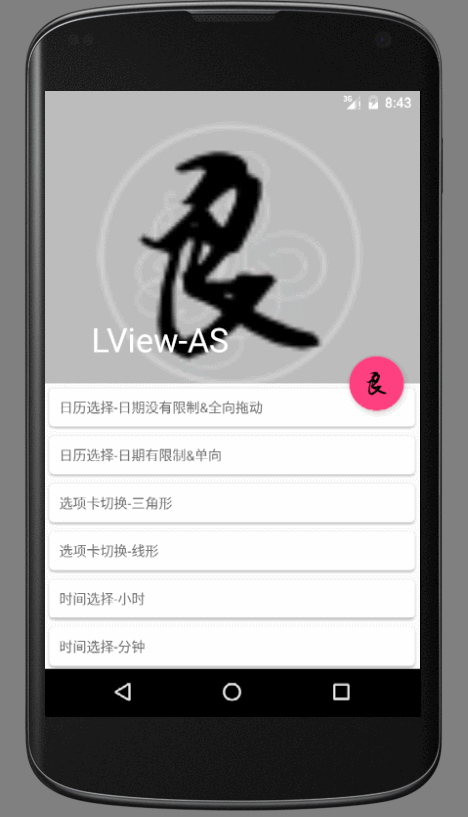 3G 8:43
良
LView-AS
良
日历选择-日期没有限制&全向拖动
日历选择-日期有限制&单向
选项卡切换-三角形
选项卡切换-线形
时间选择-小时
时间选择-分钟